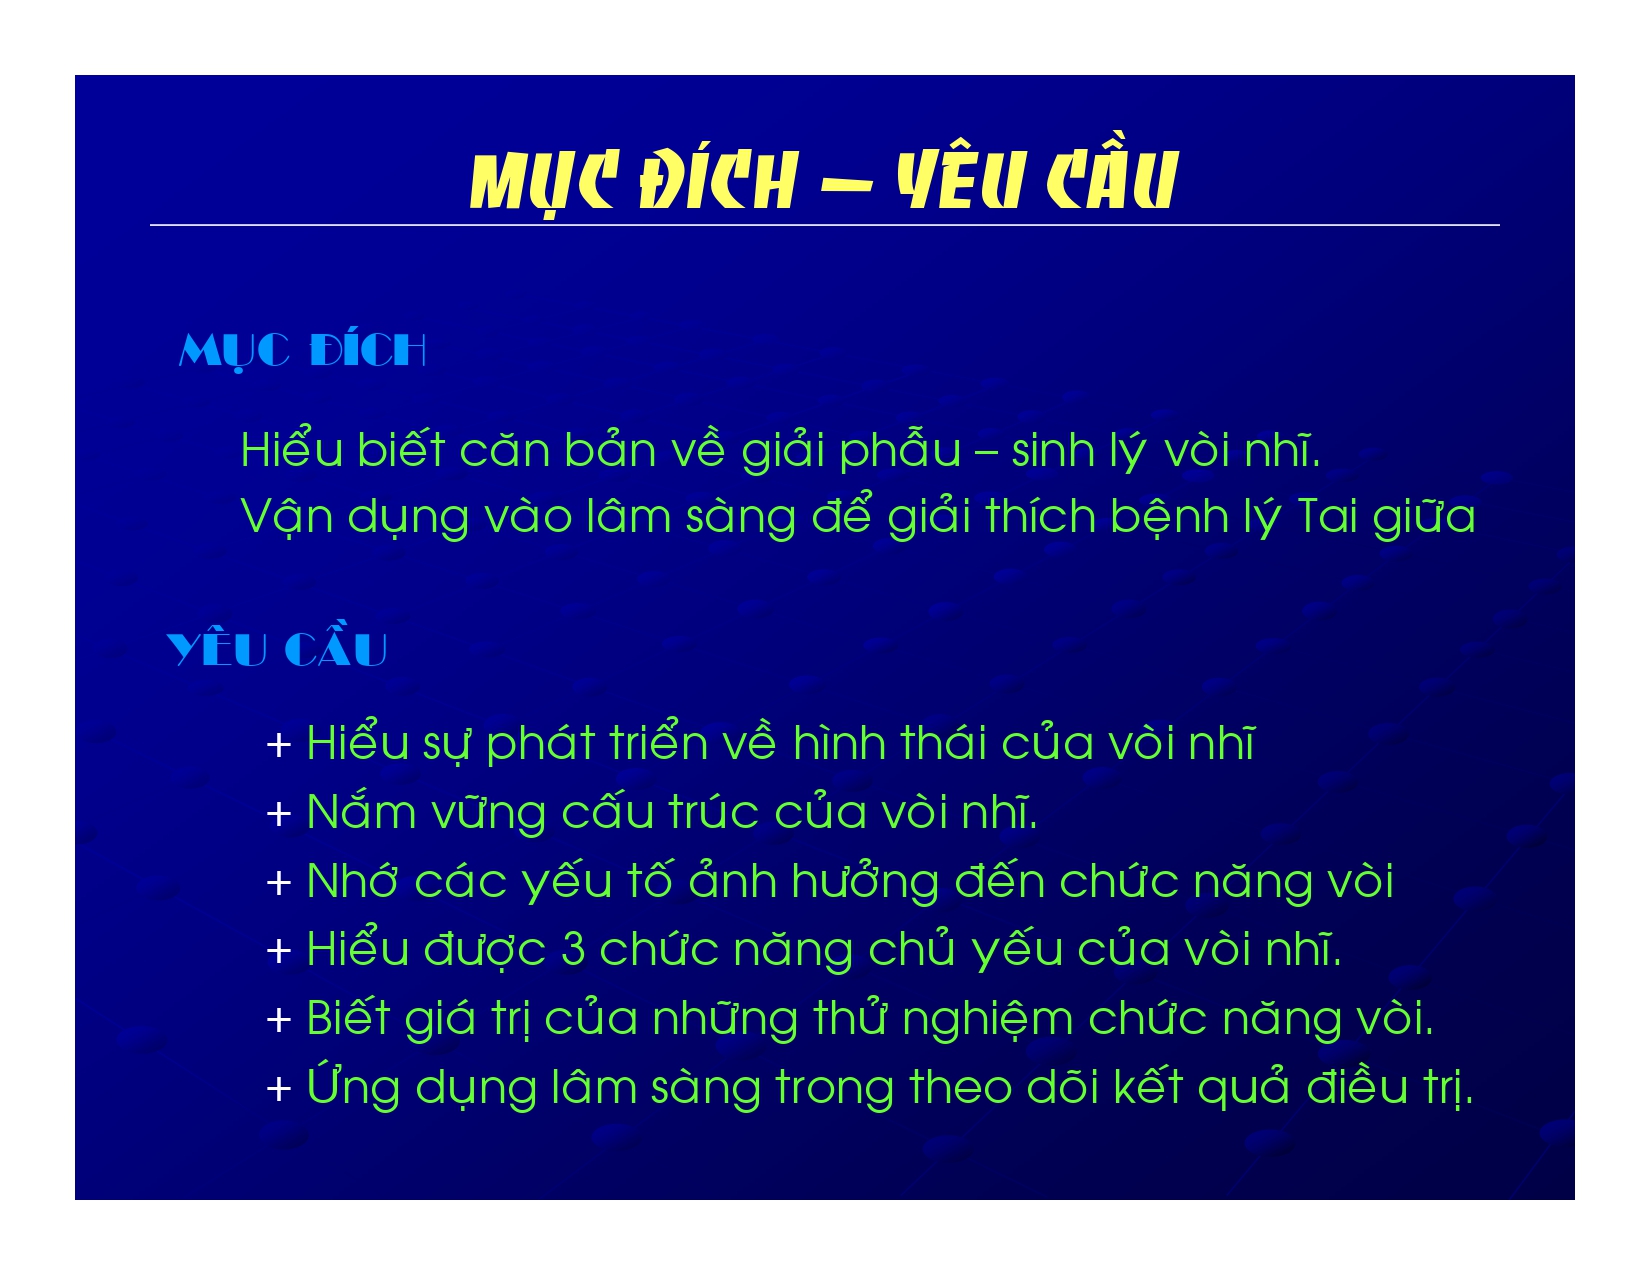 MỤC ĐÍCH – YÊU CẦU
MỤC ĐÍCH
Hiểu biết căn bản về giải phẫu – sinh lý vòi nhĩ.
Vận dụng vào lâm sàng để giải thích bệnh lý Tai giữa
YÊU CẦU
+ Hiểu sự phát triển về hình thái của vòi nhĩ
+ Nắm vững cấu trúc của vòi nhĩ.
+ Nhớ các yếu tố ảnh hưởng đến chức năng vòi
+ Hiểu được 3 chức năng chủ yếu của vòi nhĩ.
+ Biết giá trị của những thử nghiệm chức năng vòi.
+ Ứng dụng lâm sàng trong theo dõi kết quả điều trị.